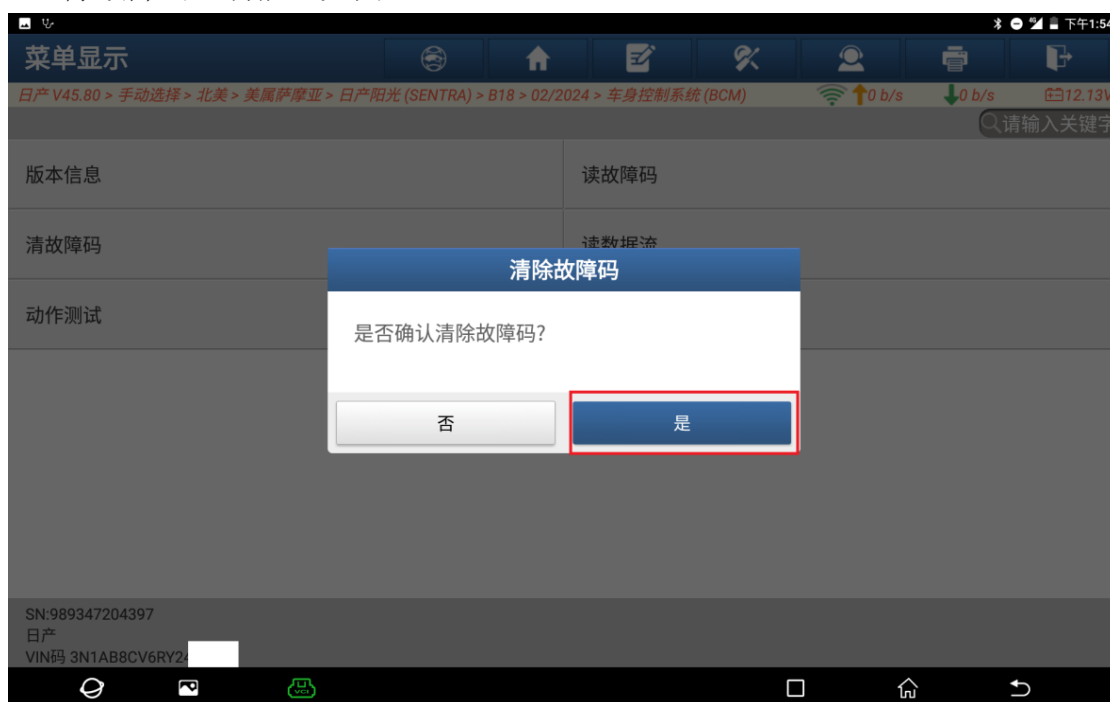 下午1:54
菜单显示
日产 V45.80 > 手动选择 > 北美 > 美属萨摩亚 > 日产阳光 (SENTRA) > B18 > 02/2024 > 车身控制系统 (BCM)
0 b/s
0 b/s
12.13V
请输入关键字
版本信息
读故障码
清故障码
读数据流
动作测试
清除故障码
是否确认清除故障码?
否
是
SN:989347204397
日产
VIN码 3N1AB8CV6RY24
VCI